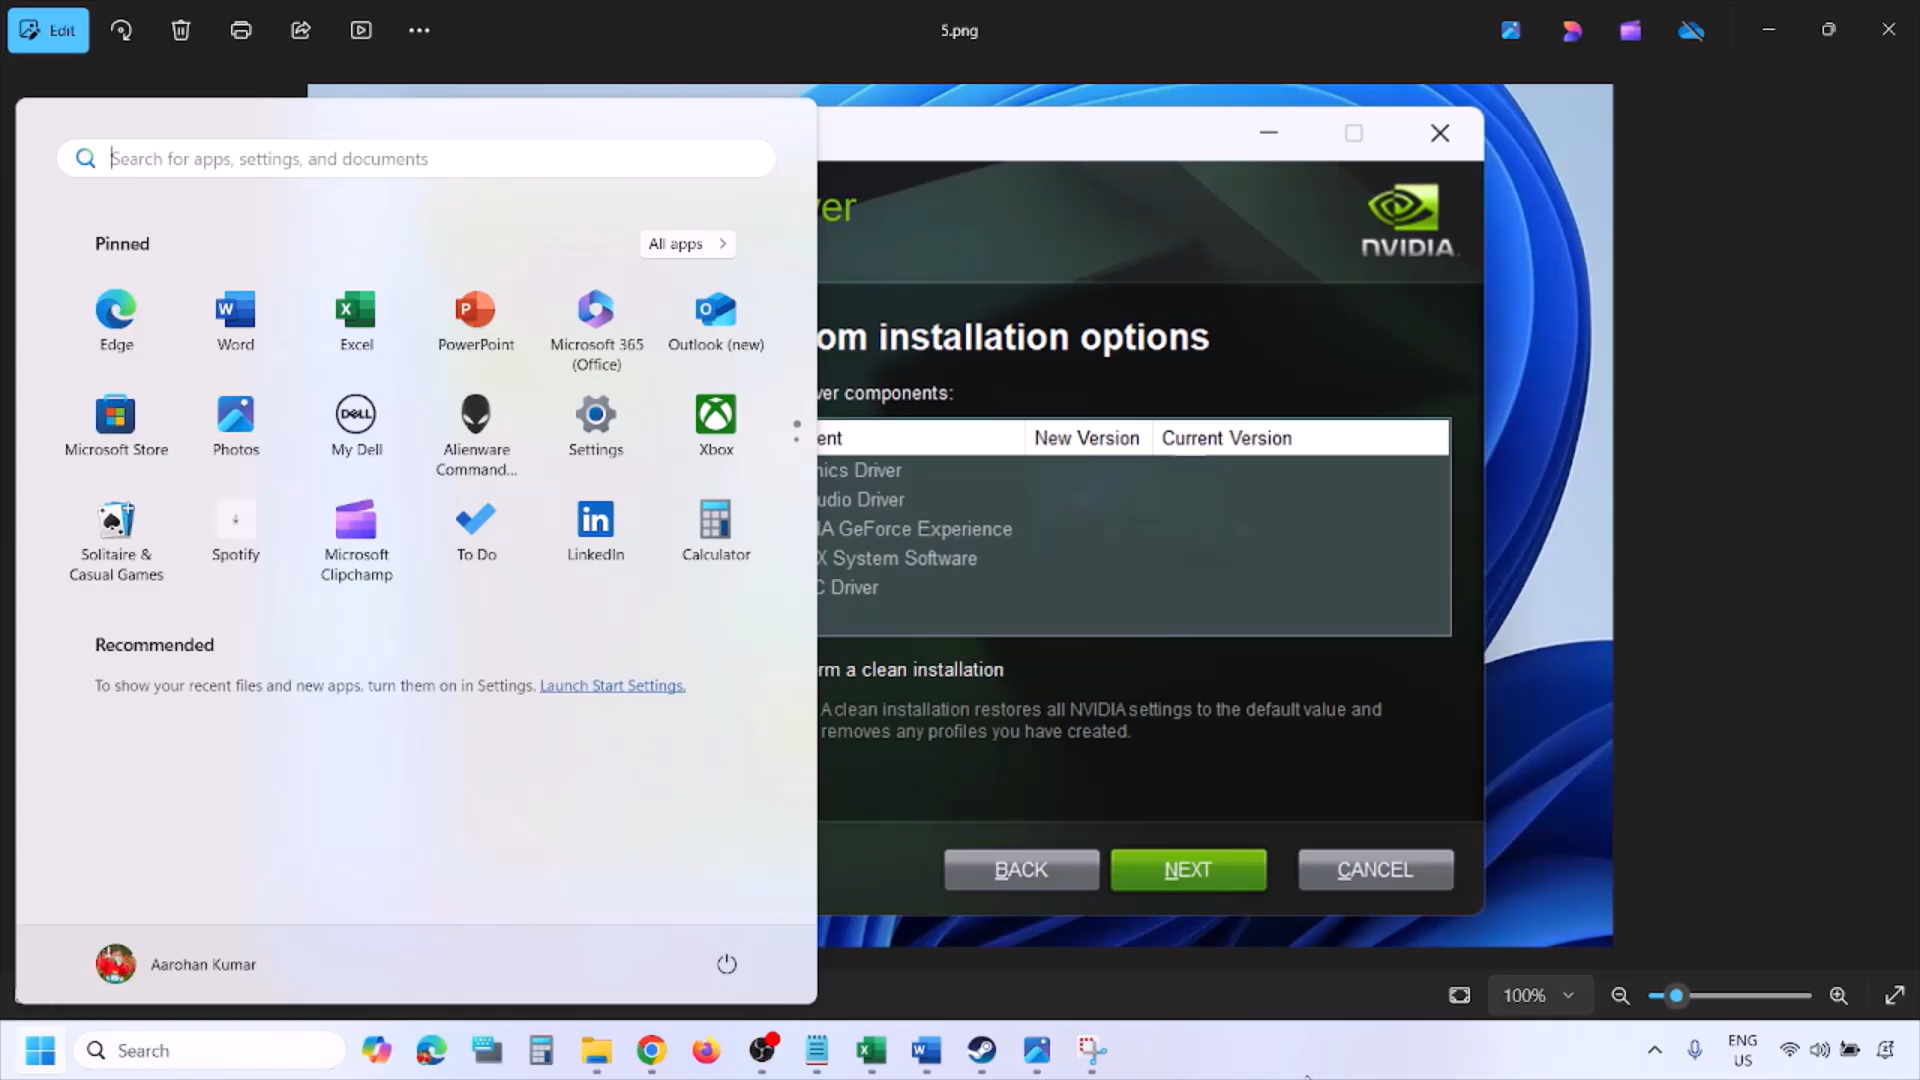 Edit
5.png
Search for apps, settings, and documents
Pinned
All apps
Edge
Word
Excel
PowerPoint
Microsoft 365
(Office)
Outlook (new)
Microsoft Store
Photos
DELL
My Dell
Alienware
Command...
Settings
Xbox
Solitaire &
Casual Games
Spotify
Microsoft
Clipchamp
To Do
LinkedIn
Calculator
Recommended
To show your recent files and new apps, turn them on in Settings. Launch Start Settings.
Aarohan Kumar
ver
NVIDIA.
om installation options
ver components:
ent
New Version
Current Version
hics Driver
udio Driver
IA GeForce Experience
X System Software
C Driver
rm a clean installation
A clean installation restores all NVIDIA settings to the default value and
removes any profiles you have created.
BACK
NEXT
CANCEL
100%
Search
ENG
US